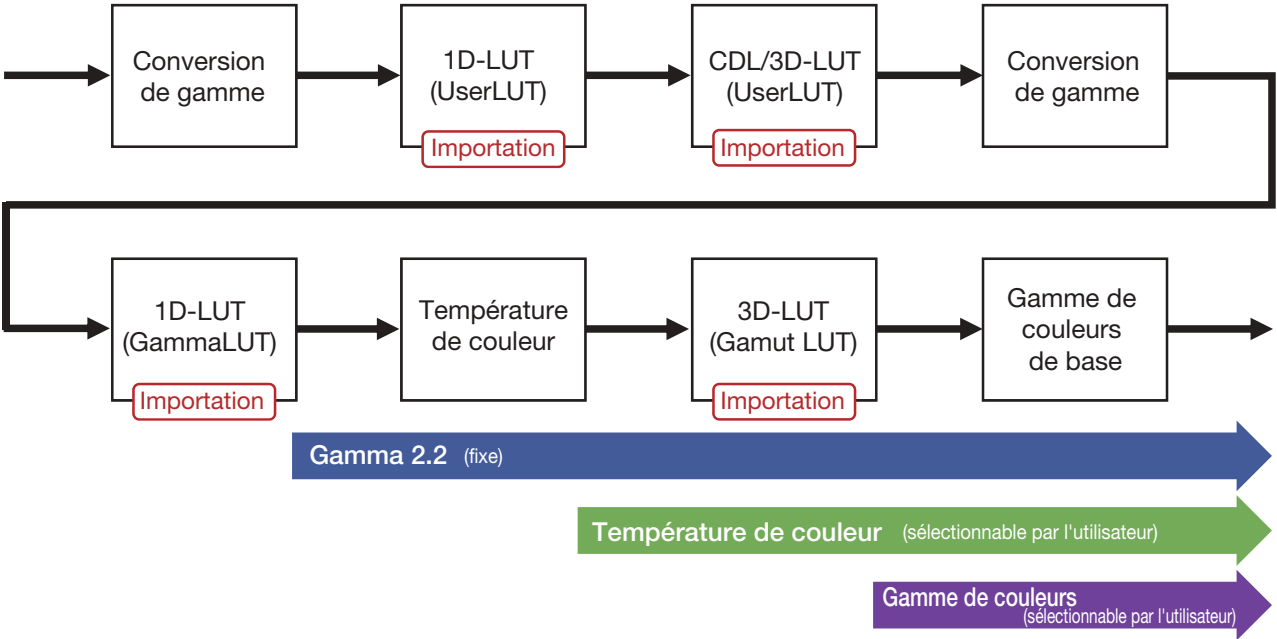 Conversion
de gamme
1D-LUT
(UserLUT)
Importation
CDL/3D-LUT
(UserLUT)
Importation
Conversion
de gamme
1D-LUT
(GammaLUT)
Importation
Température
de couleur
3D-LUT
(Gamut LUT)
Importation
Gamme de
couleurs
de base
Gamma 2.2 (fixe)
Température de couleur (sélectionnable par l'utilisateur)
Gamme de couleurs
(sélectionnable par l'utilisateur)